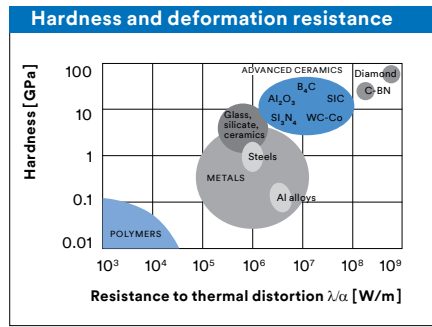 Hardness and deformation resistance
Hardness [GPa]
100
10
1
0.1
0.01
ADVANCED CERAMICS
Diamond
B₄C
C-BN
Al₂O₃
SIC
SI₃N₄
WC-Co
Glass,
silicate,
ceramics
Steels
METALS
Al alloys
POLYMERS
10³ 10⁴ 10⁵ 10⁶ 10⁷ 10⁸ 10⁹
Resistance to thermal distortion λ/α [W/m]